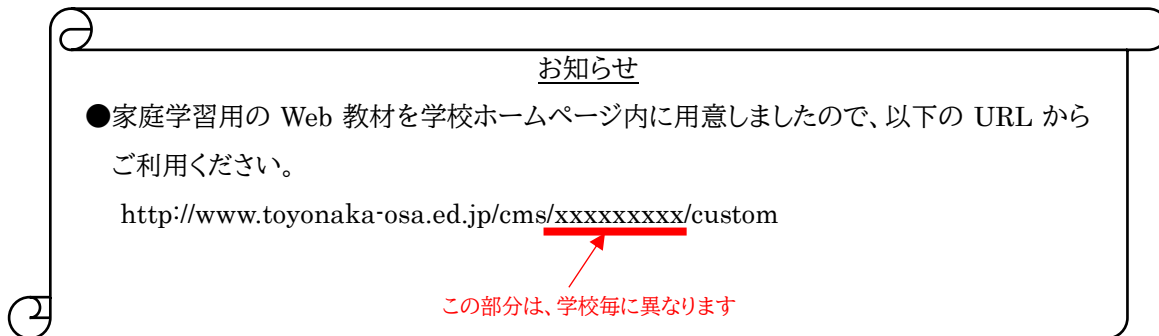 お知らせ
●家庭学習用の Web 教材を学校ホームページ内に用意しましたので、以下の URL から
ご利用ください。
http://www.toyonaka-osa.ed.jp/cms/xxxxxxxxx/custom
この部分は、学校毎に異なります